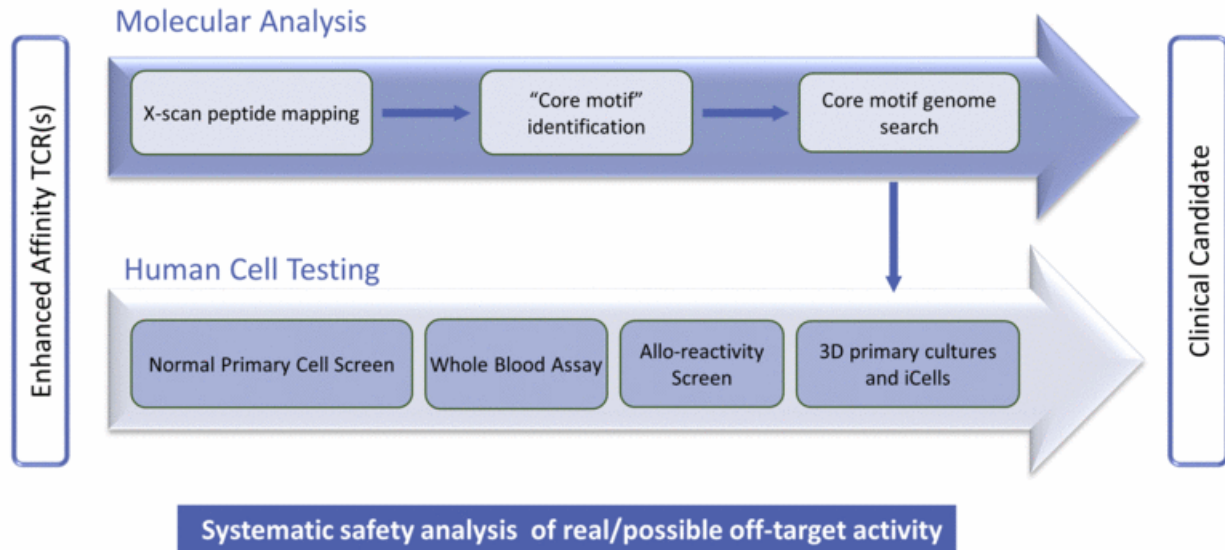 Molecular Analysis
Enhanced Affinity TCR(s)
X-scan peptide mapping
“Core motif”
identification
Core motif genome
search
Clinical Candidate
Human Cell Testing
Normal Primary Cell Screen
Whole Blood Assay
Allo-reactivity
Screen
3D primary cultures
and iCells
Systematic safety analysis of real/possible off-target activity